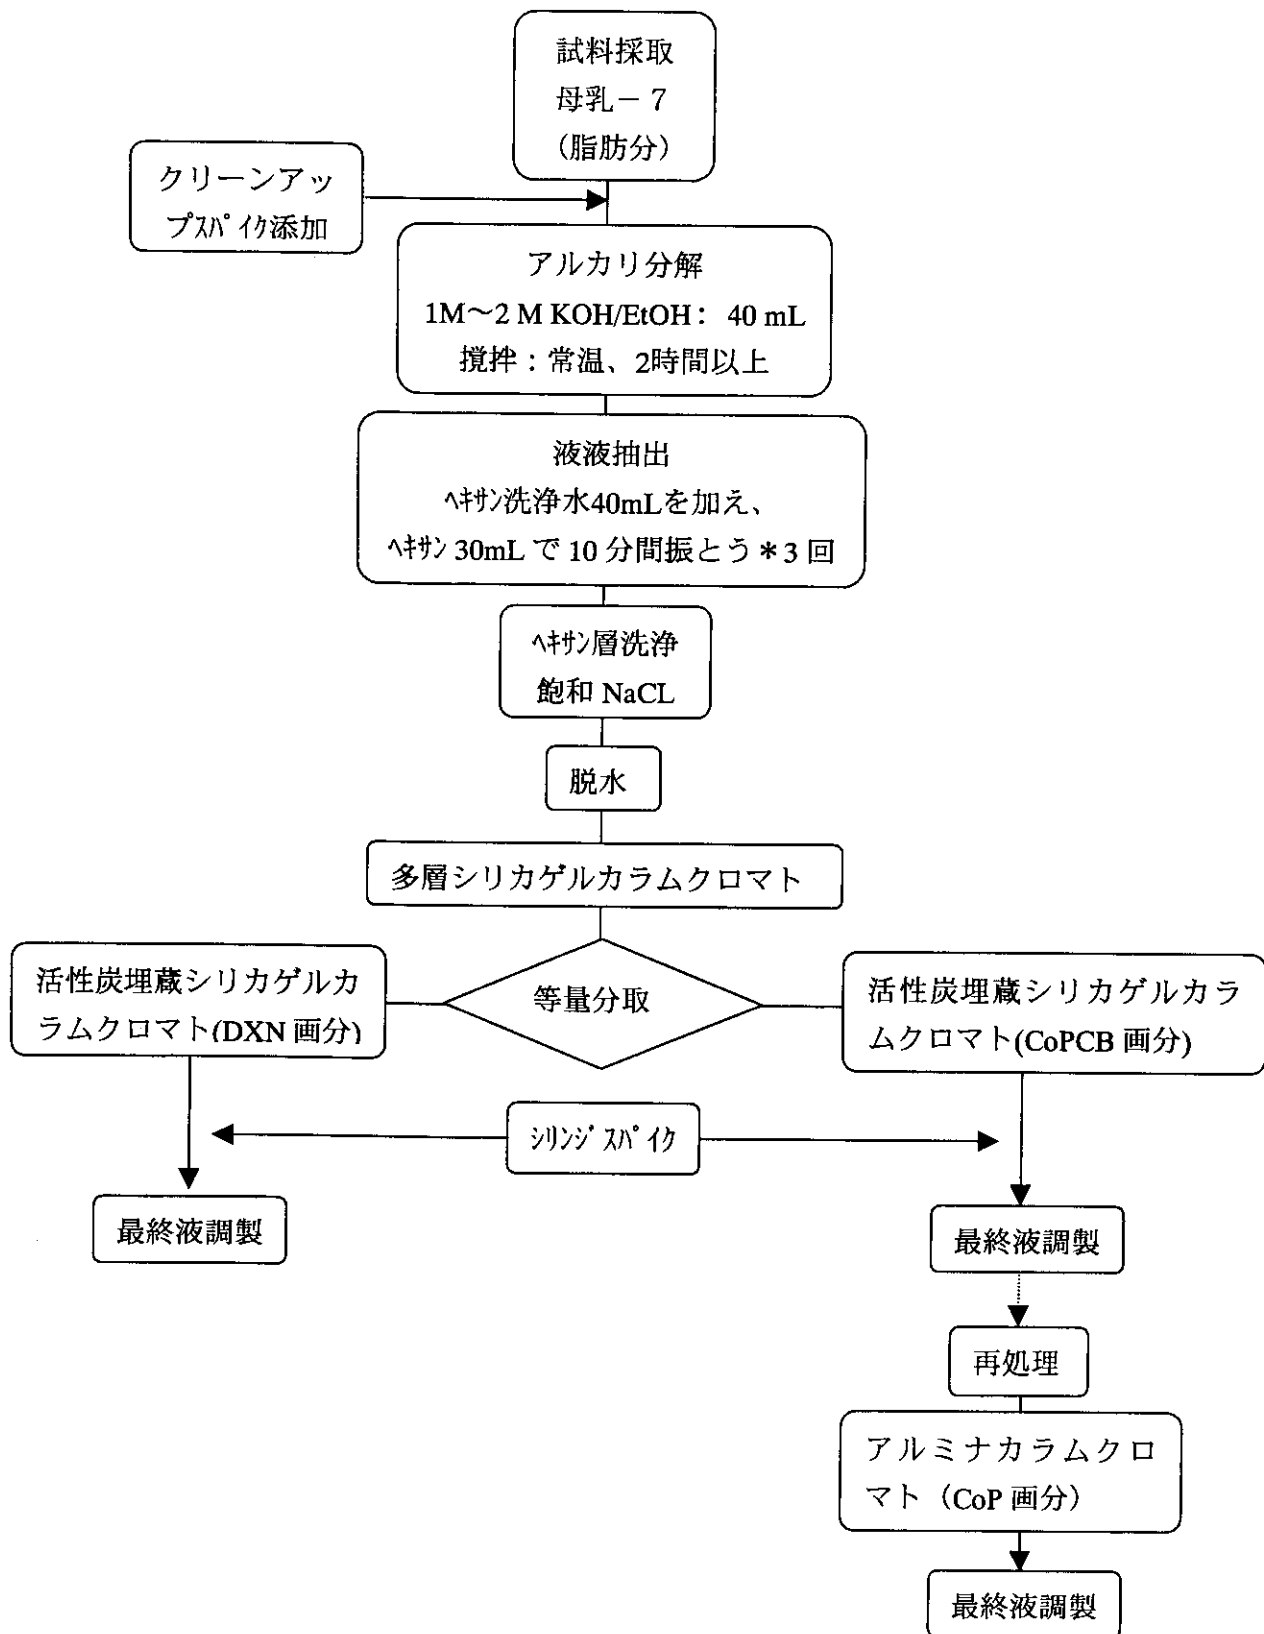 試料採取
母乳－７
（脂肪分）
クリーンアッ
プｽﾊﾟｲｸ添加
アルカリ分解
1M～2 M KOH/EtOH： 40 mL
撹拌：常温、2時間以上
液液抽出
ﾍｷｻﾝ洗浄水40mLを加え、
ﾍｷｻﾝ 30mL で 10 分間振とう＊3 回
ﾍｷｻﾝ層洗浄
飽和 NaCL
脱水
多層シリカゲルカラムクロマト
活性炭埋蔵シリカゲルカ
ラムクロマト(DXN 画分)
等量分取
活性炭埋蔵シリカゲルカラ
ムクロマト(CoPCB 画分)
ｼﾘﾝｼﾞｽﾊﾟｲｸ
最終液調製
最終液調製
再処理
アルミナカラムクロ
マト（CoP 画分）
最終液調製